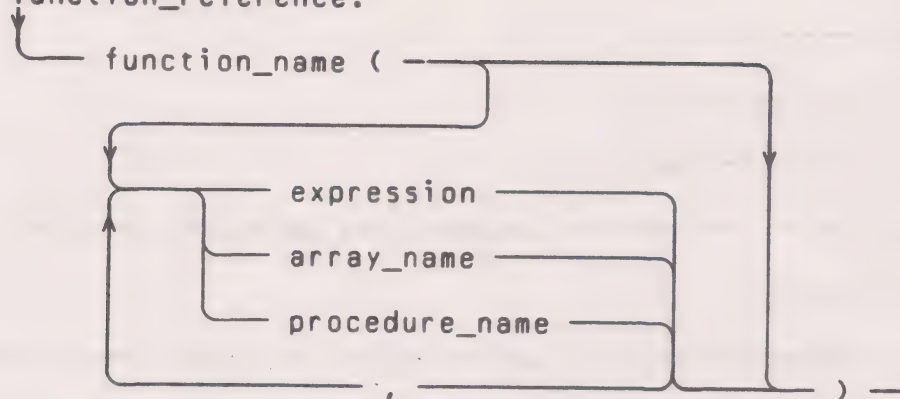 function_reference:
function_name (
expression
array_name
procedure_name
,
)